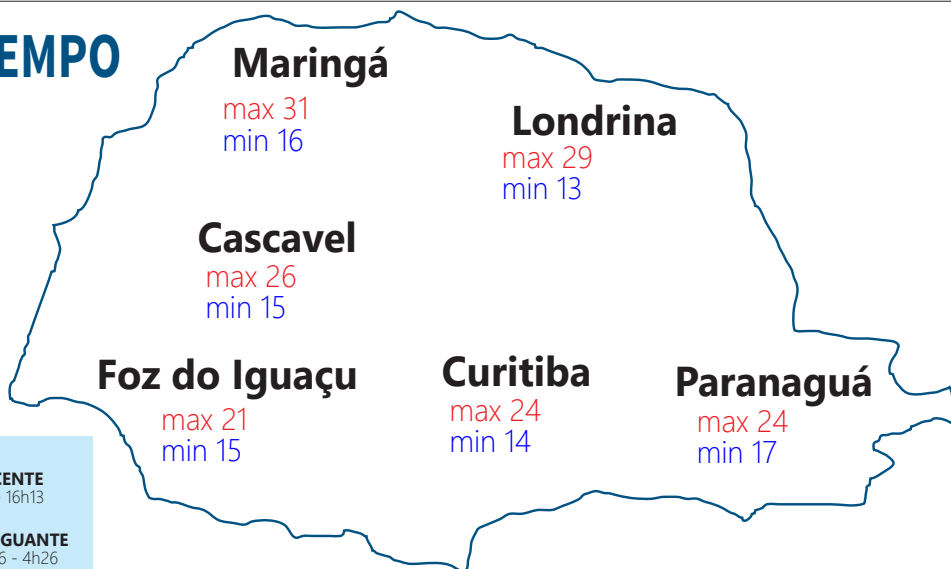 EMPO
Maringá
max 31
min 16
Londrina
max 29
min 13
Cascavel
max 26
min 15
Foz do Iguaçu
max 21
min 15
Curitiba
max 24
min 14
Paranaguá
max 24
min 17
CENTE
16h13
GUANTE
6 - 4h26